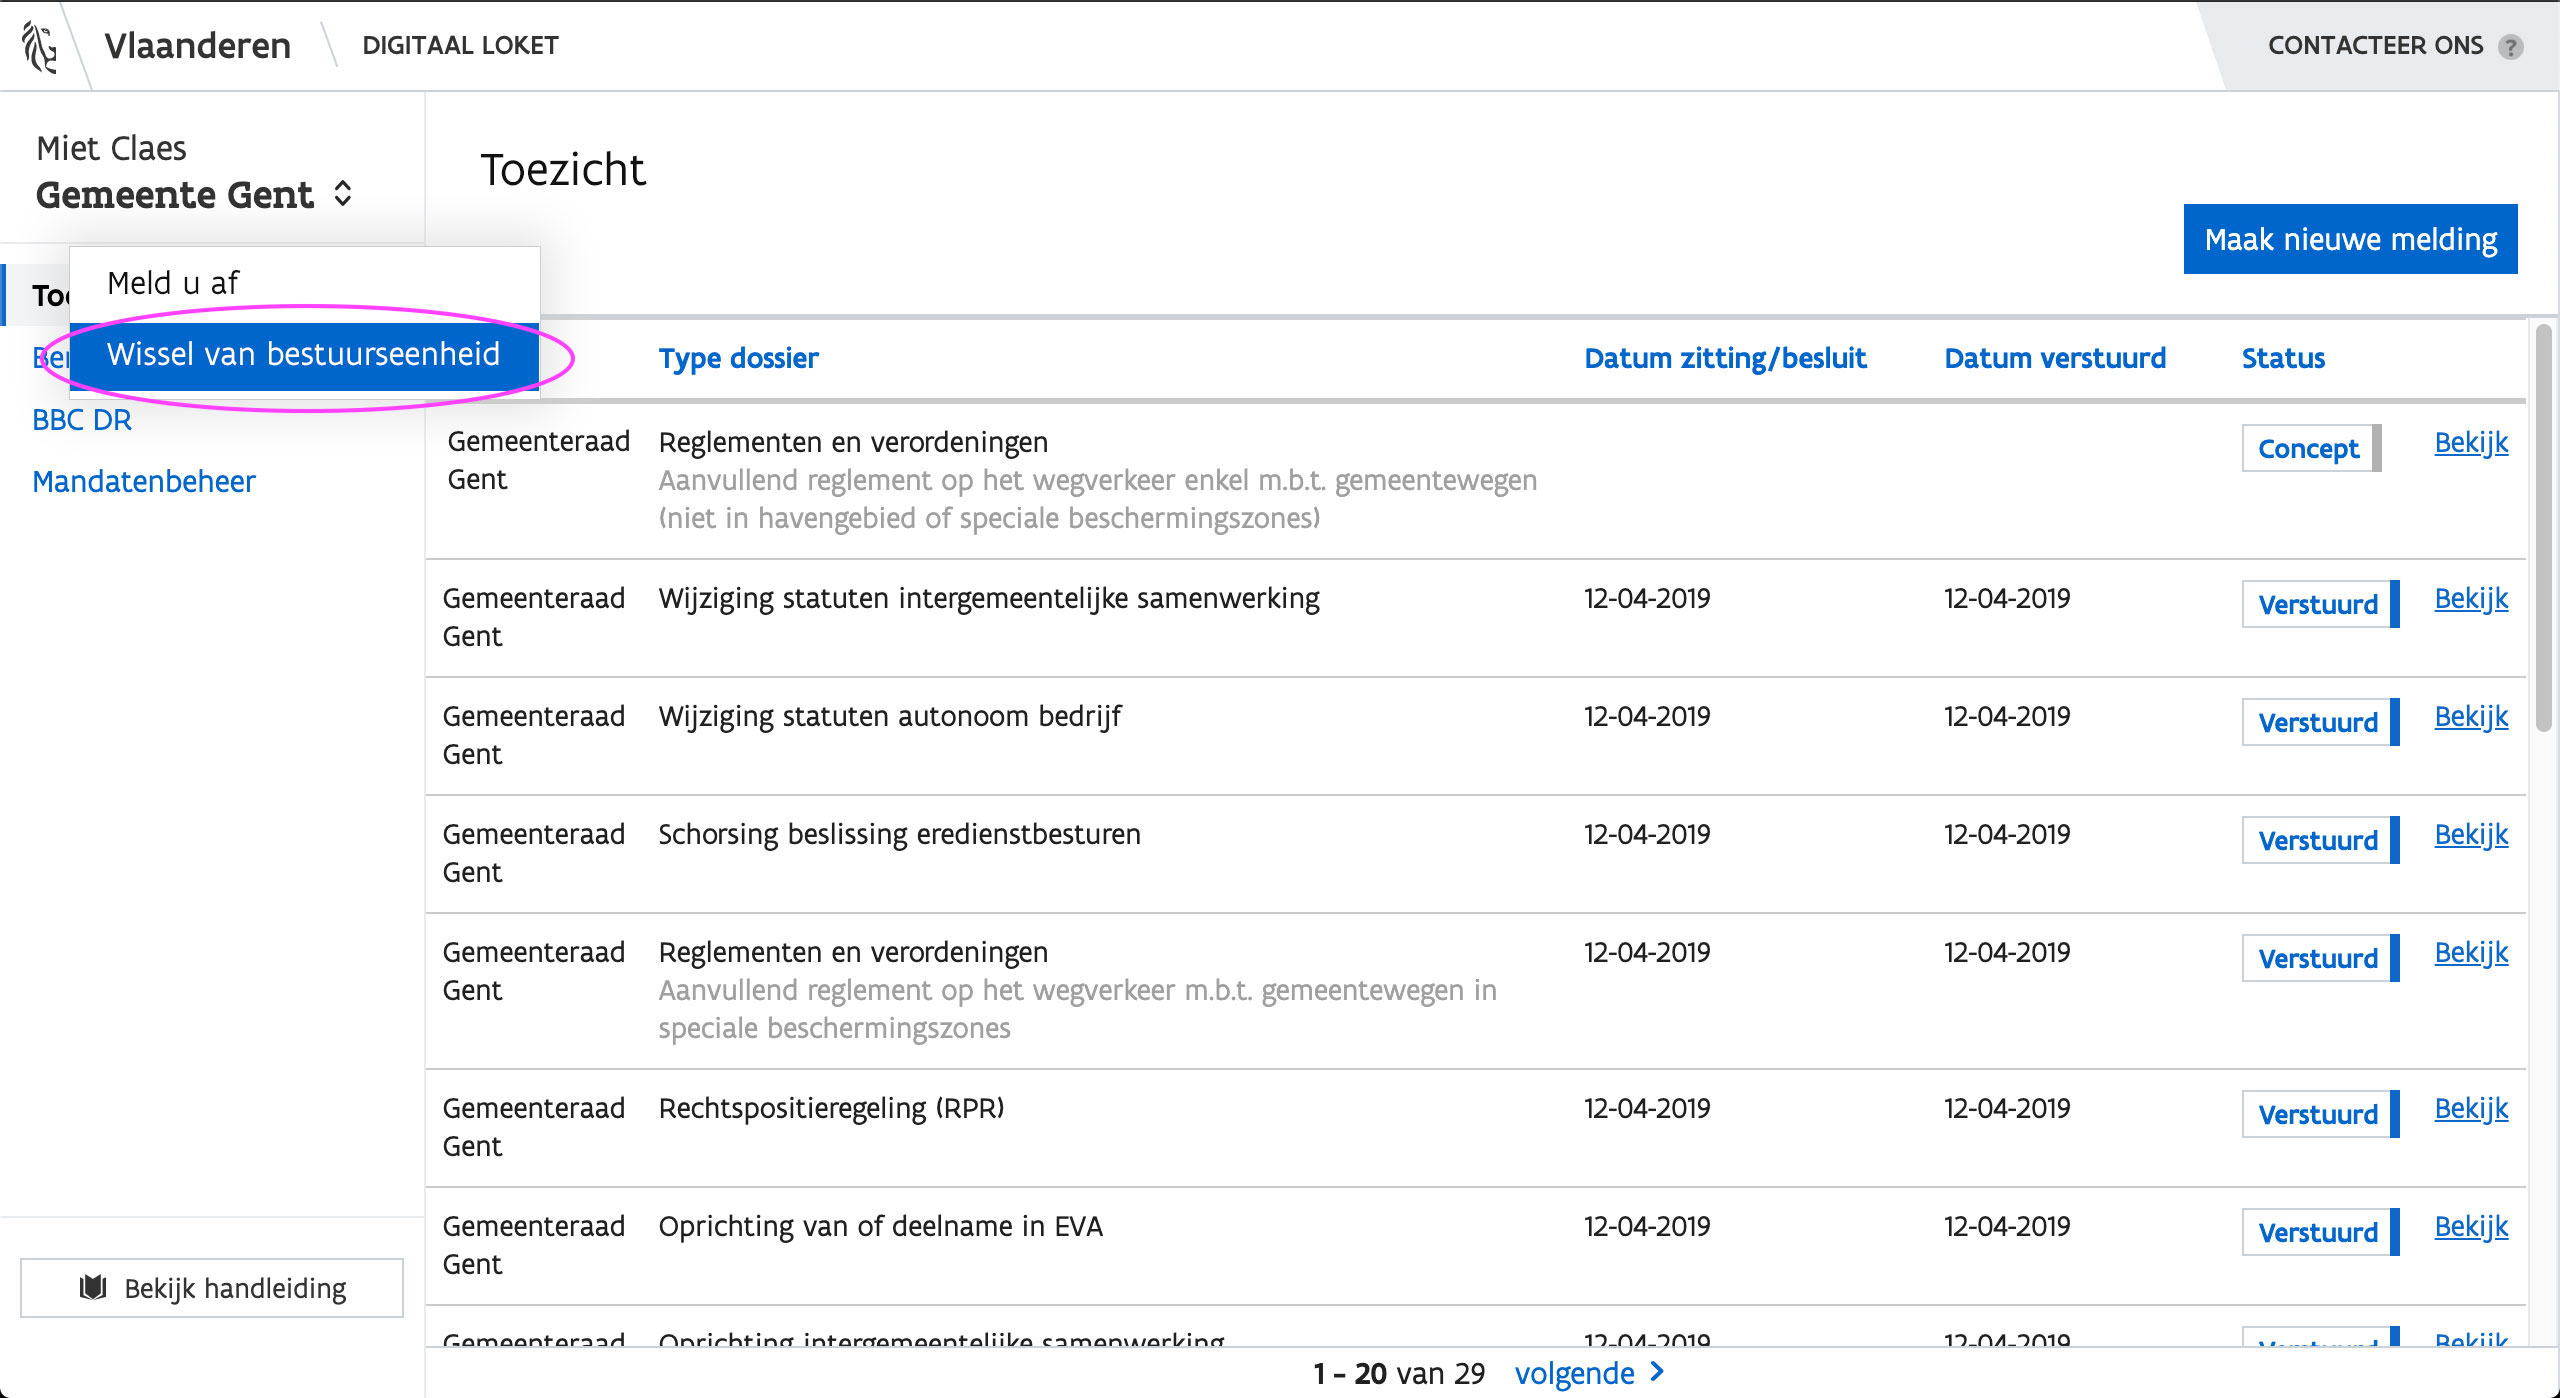 Vlaanderen
DIGITAAL LOKET
CONTACTEER ONS ?
Miet Claes
Gemeente Gent
Meld u af
Wissel van bestuurseenheid
BBC DR
Mandatenbeheer
Bekijk handleiding
Toezicht
Maak nieuwe melding
Type dossier Datum zitting/besluit Datum verstuurd Status
Gemeenteraad Reglementen en verordeningen Concept Bekijk
Gent Aanvullend reglement op het wegverkeer enkel m.b.t. gemeentewegen
(niet in havengebied of speciale beschermingszones)
Gemeenteraad Wijziging statuten intergemeentelijke samenwerking 12-04-2019 12-04-2019 Verstuurd Bekijk
Gent
Gemeenteraad Wijziging statuten autonoom bedrijf 12-04-2019 12-04-2019 Verstuurd Bekijk
Gent
Gemeenteraad Schorsing beslissing eredienstbesturen 12-04-2019 12-04-2019 Verstuurd Bekijk
Gent
Gemeenteraad Reglementen en verordeningen 12-04-2019 12-04-2019 Verstuurd Bekijk
Gent Aanvullend reglement op het wegverkeer m.b.t. gemeentewegen in
speciale beschermingszones
Gemeenteraad Rechtspositieregeling (RPR) 12-04-2019 12-04-2019 Verstuurd Bekijk
Gent
Gemeenteraad Oprichting van of deelname in EVA 12-04-2019 12-04-2019 Verstuurd Bekijk
Gent
Gemeenteraad Oprichting intergemeentelijke samenwerking 12-04-2019 12-04-2019 Verstuurd Bekijk
1 - 20 van 29 volgende